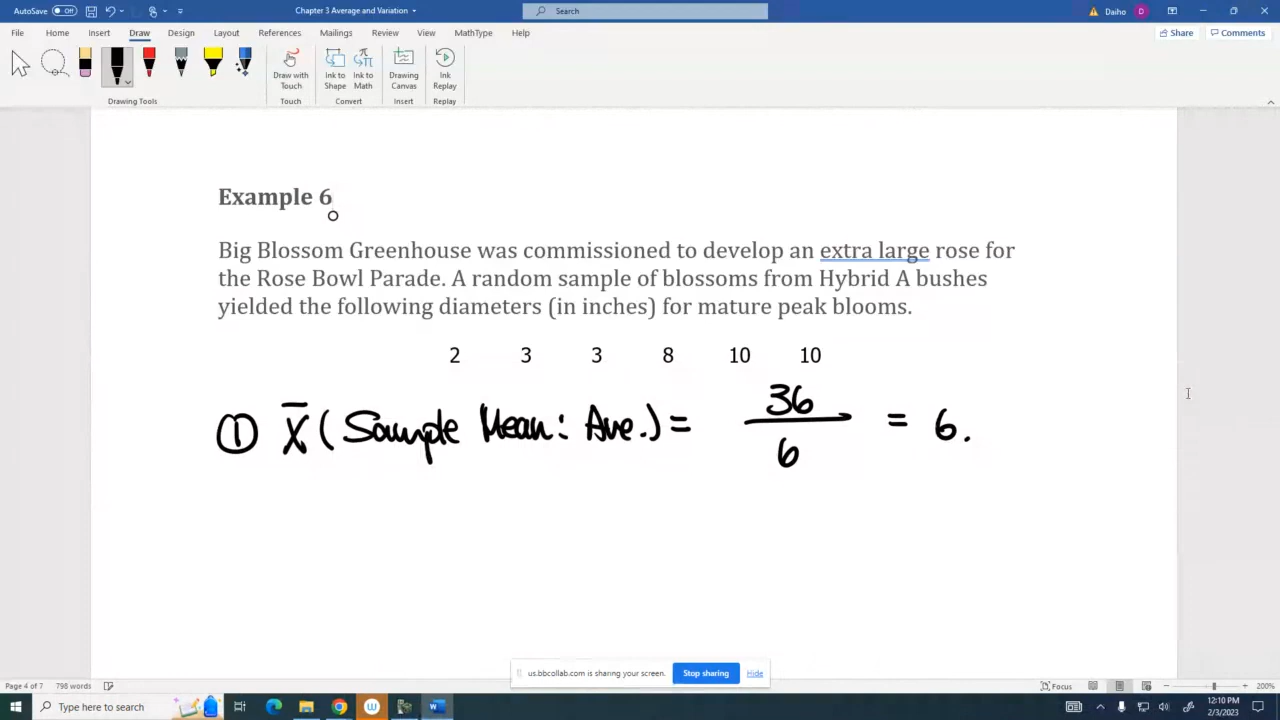 AutoSave Off Chapter 3 Average and Variation Search Daiho D
File Home Insert Draw Design Layout References Mailings Review View MathType Help Share Comments
Draw with Touch Ink to Shape Ink to Math Drawing Canvas Ink Replay
Drawing Tools Touch Convert Insert Replay
Example 6
Big Blossom Greenhouse was commissioned to develop an extra large rose for
the Rose Bowl Parade. A random sample of blossoms from Hybrid A bushes
yielded the following diameters (in inches) for mature peak blooms.
2 3 3 8 10 10
① x̄ (Sample Mean: Ave.) = 36/6 = 6.
us.bbcollab.com is sharing your screen. Stop sharing Hide
Page 4 of 7 798 words Focus 200%
Type here to search W W 12:10 PM
2/3/2023